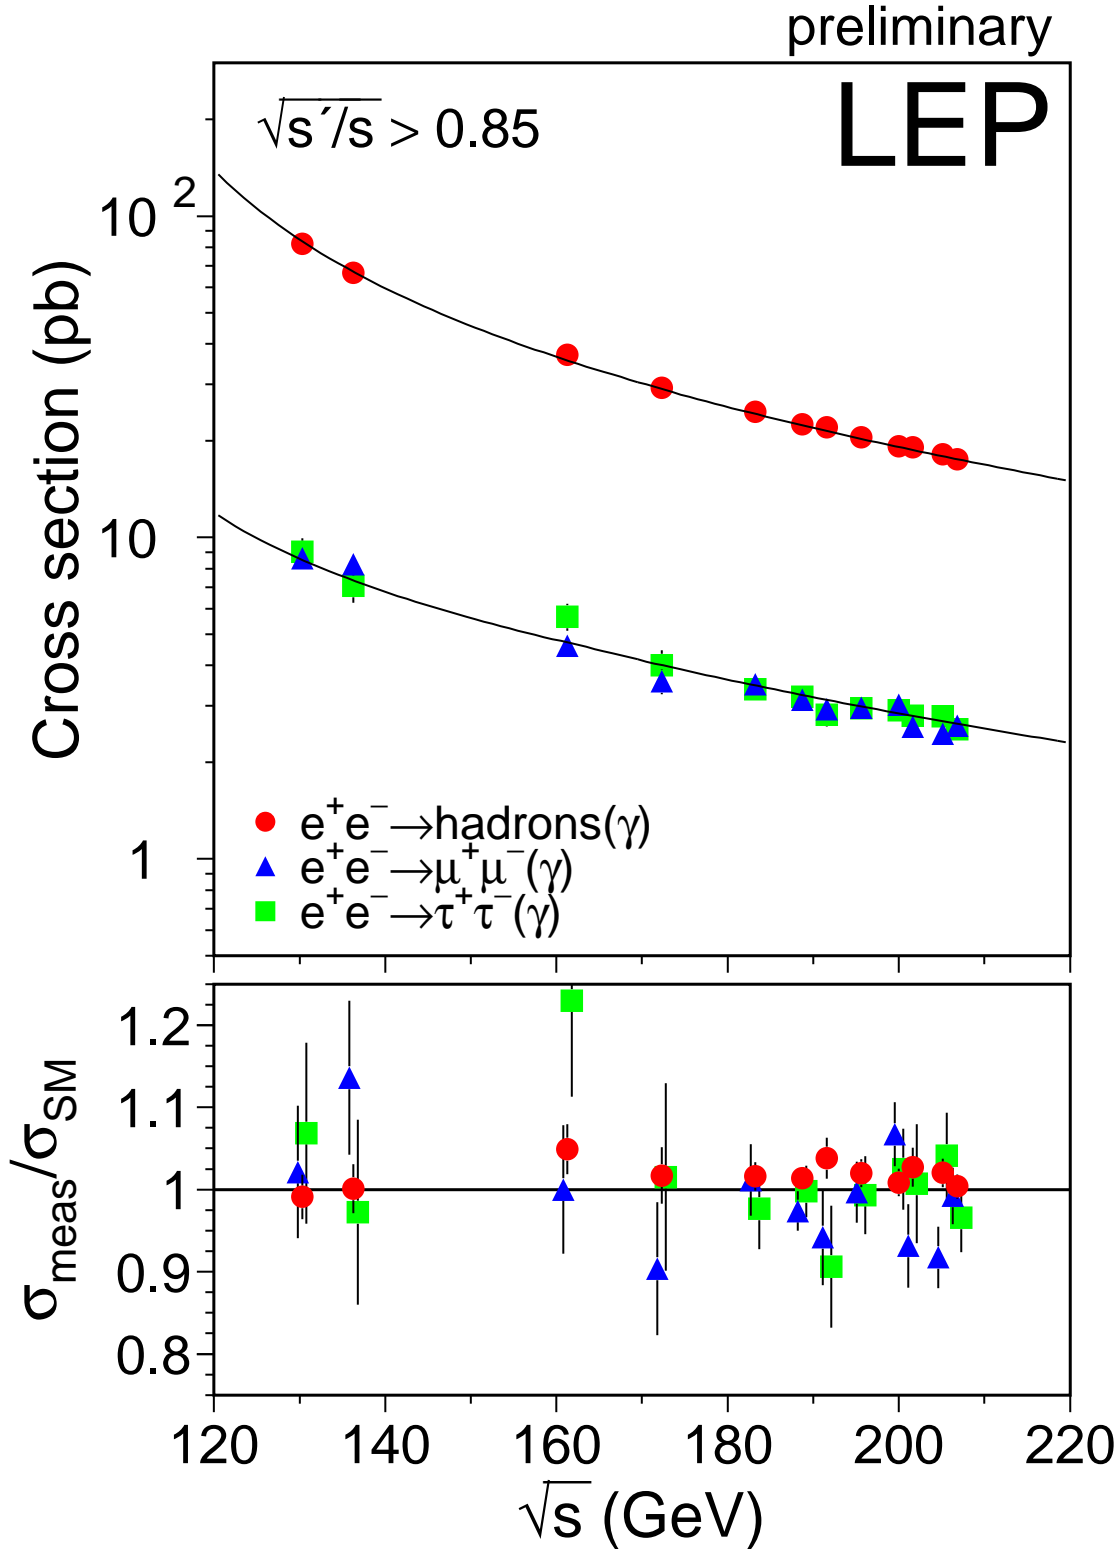 preliminary
√s´/s > 0.85
LEP
Cross section (pb)
10²
10
1
e⁺e⁻→hadrons(γ)
e⁺e⁻→μ⁺μ⁻(γ)
e⁺e⁻→τ⁺τ⁻(γ)
σmeas/σSM
1.2
1.1
1
0.9
0.8
120 140 160 180 200 220
√s (GeV)